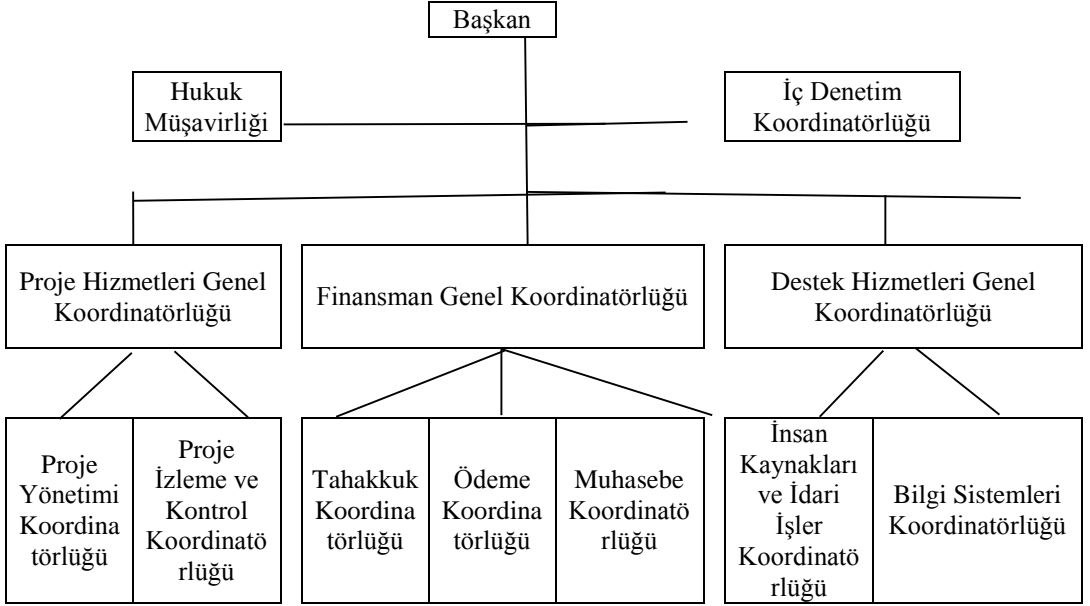 Başkan
Hukuk
Müşavirliği
İç Denetim
Koordinatörlüğü
Proje Hizmetleri Genel
Koordinatörlüğü
Finansman Genel Koordinatörlüğü
Destek Hizmetleri Genel
Koordinatörlüğü
Proje
Yönetimi
Koordina
törlüğü
Proje
İzleme ve
Kontrol
Koordinatö
rlüğü
Tahakkuk
Koordina
törlüğü
Ödeme
Koordina
törlüğü
Muhasebe
Koordinatö
rlüğü
İnsan
Kaynakları
ve İdari
İşler
Koordinatö
rlüğü
Bilgi Sistemleri
Koordinatörlüğü